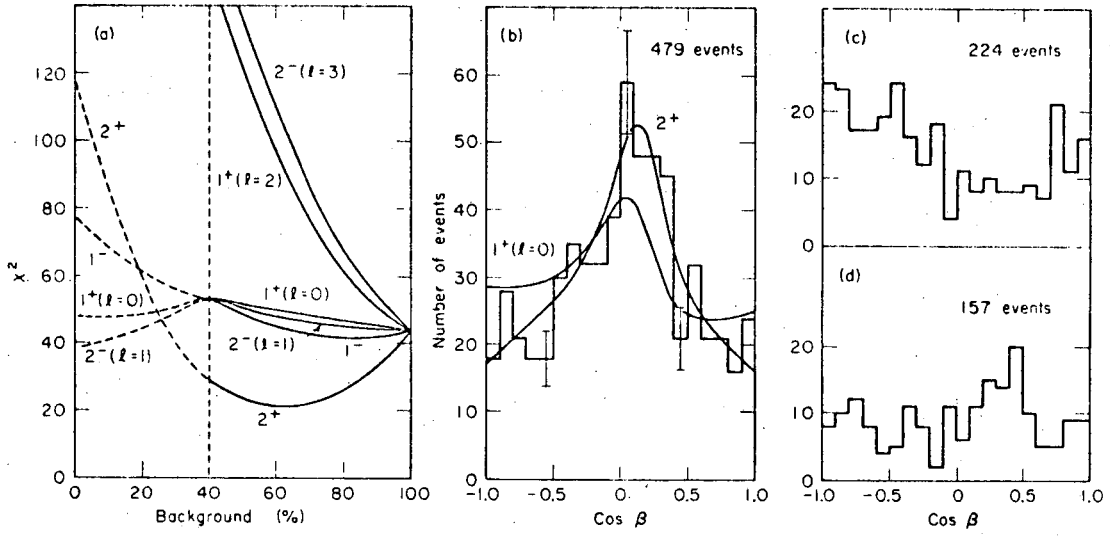 (a)
χ²
120
100
80
60
40
20
0
2⁻(ℓ=3)
1⁺(ℓ=2)
2⁺
1⁻
1⁺(ℓ=0)
2⁻(ℓ=1)
1⁺(ℓ=0)
2⁻(ℓ=1)
1⁻
2⁺
0 20 40 60 80 100
Background (%)
(b)
479 events
Number of events
60
50
40
30
20
10
0
2⁺
1⁺(ℓ=0)
-1.0 -0.5 0 0.5 1.0
Cos β
(c)
224 events
20
10
0
(d)
157 events
20
10
0
-1.0 -0.5 0 0.5 1.0
Cos β